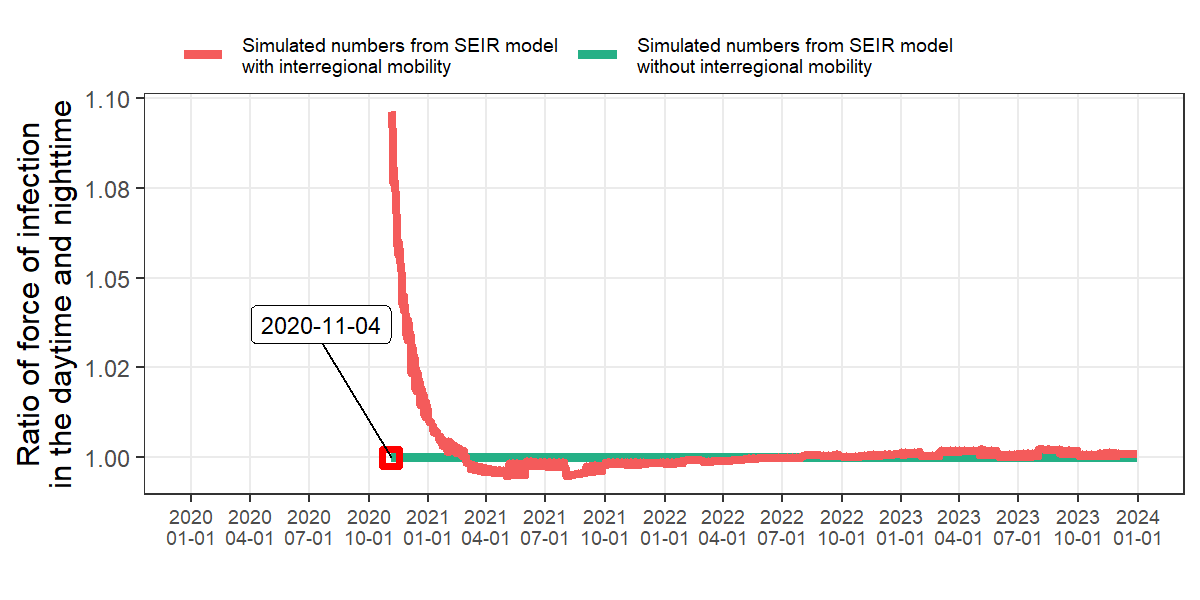 Simulated numbers from SEIR model
with interregional mobility
Simulated numbers from SEIR model
without interregional mobility
Ratio of force of infection
in the daytime and nighttime
1.10
1.08
1.05
1.02
1.00
2020-11-04
2020 2020 2020 2020 2021 2021 2021 2021 2022 2022 2022 2022 2023 2023 2023 2023 2024
01-01 04-01 07-01 10-01 01-01 04-01 07-01 10-01 01-01 04-01 07-01 10-01 01-01 04-01 07-01 10-01 01-01